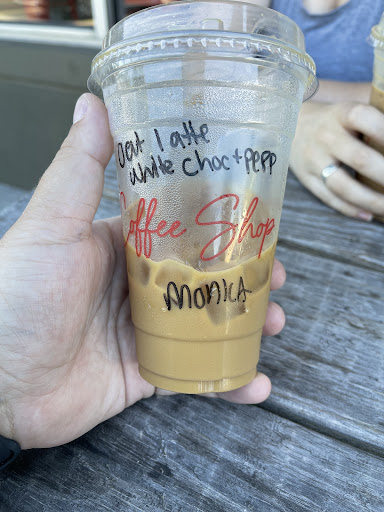 Oat latte
White Choc + pepp
Coffee Shop
MoNICA